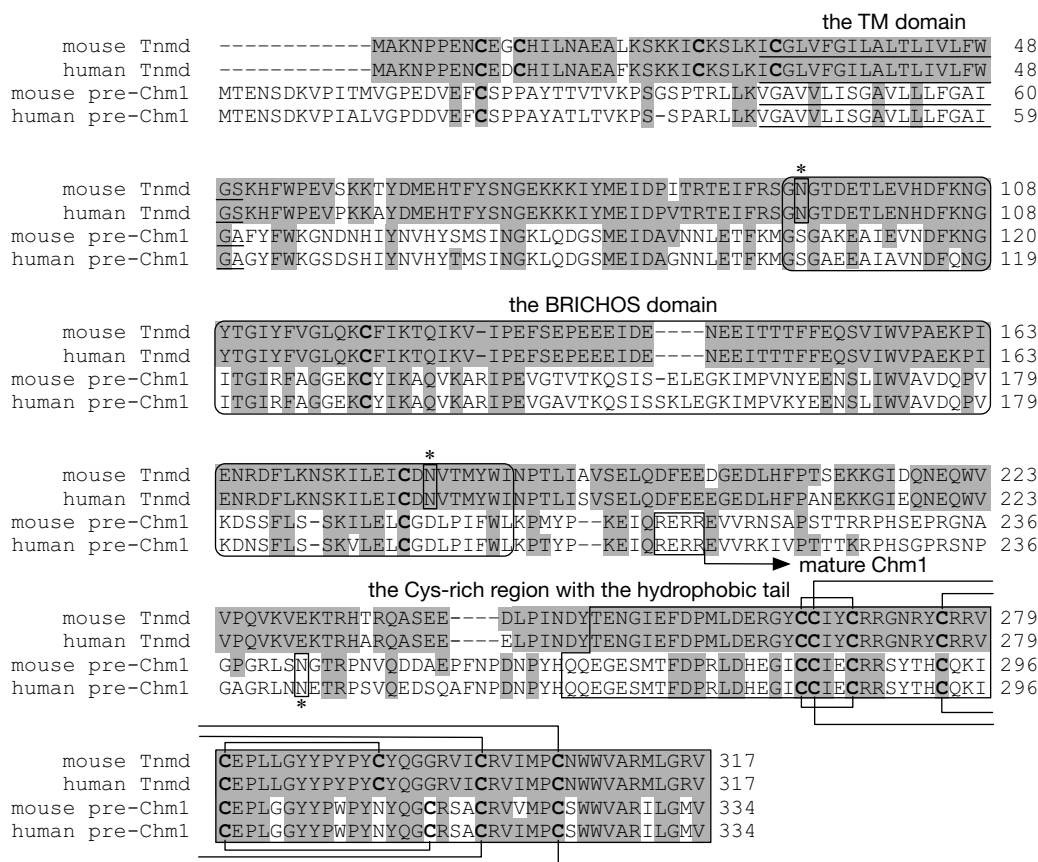 the TM domain
mouse Tnmd ------------MAKNPPENCEGCHILNAEALKSKKICKSLKICGLVFGILALTLIVLFW 48
human Tnmd ------------MAKNPPENCEDCHILNAEAFKSKKICKSLKICGLVFGILALTLIVLFW 48
mouse pre-Chm1 MTENSDKVPITMVGPEDVEFCSPPAYTTVTVKPSGSPTRLLKVGAVVLISGAVLLLFGAI 60
human pre-Chm1 MTENSDKVPIALVGPDDVEFCSPPAYATLTVKPS-SPARLLKVGAVVLISGAVLLLFGAI 59
*
mouse Tnmd GSKHFWPEVSKKTYDMEHTFYSNGEKKKIYMEIDPITRTEIFRSGNGTDETLEVHDFKNG 108
human Tnmd GSKHFWPEVPKKAYDMEHTFYSNGEKKKIYMEIDPVTRTEIFRSGNGTDETLENHDFKNG 108
mouse pre-Chm1 GAFYFWKGNDNHIYNVHYSMSINGKLQDGSMEIDAVNNLETFKMGSGAKEAIEVNDFKNG 120
human pre-Chm1 GAGYFWKGSDSHIYNVHYTMSINGKLQDGSMEIDAGNNLETFKMGSGAEEAIAVNDFQNG 119
the BRICHOS domain
mouse Tnmd YTGIYFVGLQKCFIKTQIKV-IPEFSEPEEEIDE----NEEITTTFFEQSVIWVPAEKPI 163
human Tnmd YTGIYFVGLQKCFIKTQIKV-IPEFSEPEEEIDE----NEEITTTFFEQSVIWVPAEKPI 163
mouse pre-Chm1 ITGIRFAGGEKCYIKAQVKARIPEVGTVTKQSIS-ELEGKIMPVNYEENSLIWVAVDQPV 179
human pre-Chm1 ITGIRFAGGEKCYIKAQVKARIPEVGAVTKQSISSKLEGKIMPVKYEENSLIWVAVDQPV 179
*
mouse Tnmd ENRDFLKNSKILEICDNVTMYWINPTLIAVSELQDFEEDGEDLHFPTSEKKGIDQNEQWV 223
human Tnmd ENRDFLKNSKILEICDNVTMYWINPTLISVSELQDFEEEGEDLHFPANEKKGIEQNEQWV 223
mouse pre-Chm1 KDSSFLS-SKILELCGDLPIFWLKPMYP--KEIQRERREVVRNSAPSTTRRPHSEPRGNA 236
human pre-Chm1 KDNSFLS-SKVLELCGDLPIFWLKPTYP--KEIQRERREVVRKIVPTTTKRPHSGPRSNP 236
mature Chm1
the Cys-rich region with the hydrophobic tail
mouse Tnmd VPQVKVEKTRHTRQASEE----DLPINDYTENGIEFDPMLDERGYCCIYCRRGNRYCRRV 279
human Tnmd VPQVKVEKTRHARQASEE----ELPINDYTENGIEFDPMLDERGYCCIYCRRGNRYCRRV 279
mouse pre-Chm1 GPGRLSNGTRPNVQDDAEPFNPDNPYHQQEGESMTFDPRLDHEGICCIECRRSYTHCQKI 296
human pre-Chm1 GAGRLNNETRPSVQEDSQAFNPDNPYHQQEGESMTFDPRLDHEGICCIECRRSYTHCQKI 296
*
mouse Tnmd CEPLLGYYPYPYCYQGGRVICRVIMPCNWWVARMLGRV 317
human Tnmd CEPLLGYYPYPYCYQGGRVICRVIMPCNWWVARMLGRV 317
mouse pre-Chm1 CEPLGGYYPWPYNYQGCRSACRVVMPCSWWVARILGMV 334
human pre-Chm1 CEPLGGYYPWPYNYQGCRSACRVIMPCSWWVARILGMV 334